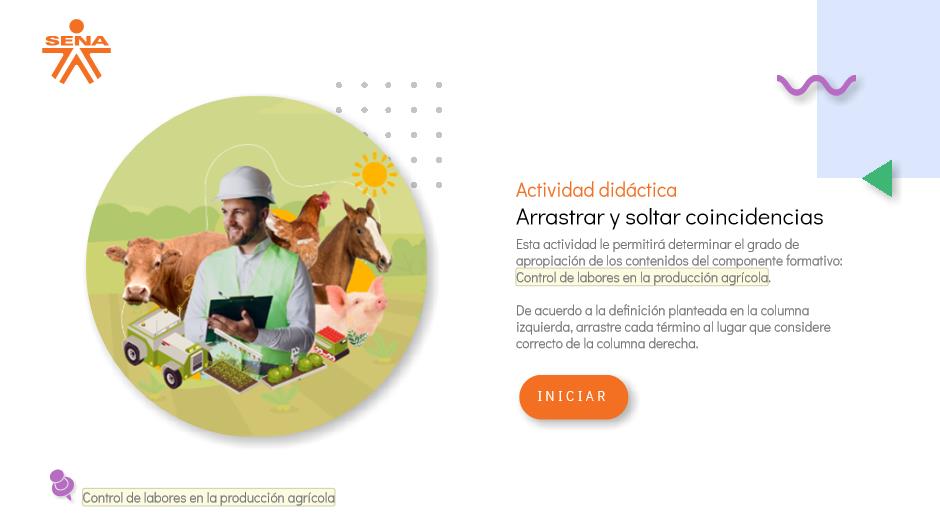 SENA
Actividad didáctica
Arrastrar y soltar coincidencias
Esta actividad le permitirá determinar el grado de
apropiación de los contenidos del componente formativo:
Control de labores en la producción agrícola.
De acuerdo a la definición planteada en la columna
izquierda, arrastre cada término al lugar que considere
correcto de la columna derecha.
INICIAR
Control de labores en la producción agrícola